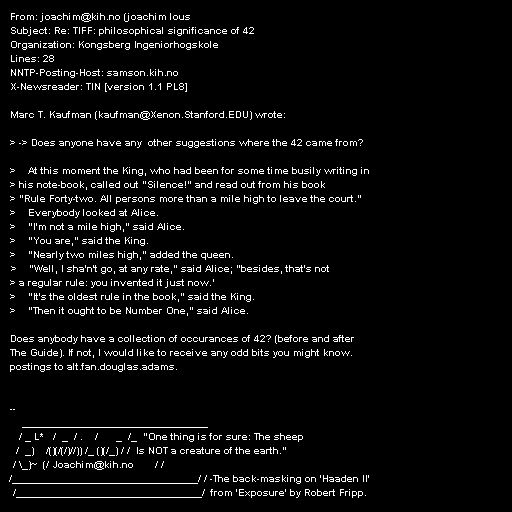 From: joachim@kih.no (joachim lous
Subject: Re: TIFF: philosophical significance of 42
Organization: Kongsberg Ingeniorhogskole
Lines: 28
NNTP-Posting-Host: samson.kih.no
X-Newsreader: TIN [version 1.1 PL8]

Marc T. Kaufman (kaufman@Xenon.Stanford.EDU) wrote:

> -> Does anyone have any  other suggestions where the 42 came from?

>    At this moment the King, who had been for some time busily writing in
> his note-book, called out "Silence!" and read out from his book
> "Rule Forty-two. All persons more than a mile high to leave the court."
>    Everybody looked at Alice.
>    "I'm not a mile high," said Alice.
>    "You are," said the King.
>    "Nearly two miles high," added the queen.
>    "Well, I sha'n't go, at any rate," said Alice; "besides, that's not
> a regular rule: you invented it just now.'
>    "It's the oldest rule in the book," said the King.
>    "Then it ought to be Number One," said Alice.

Does anybody have a collection of occurances of 42? (before and after
The Guide). If not, I would like to receive any odd bits you might know.
postings to alt.fan.douglas.adams.

--
   _______________________________
  / _ L*   /  _  / .    /      _  /_   "One thing is for sure: The sheep
 /  _)    /()(/(/)//)) /_ ()(/_) / /  Is NOT a creature of the earth."
 / \_)~  (/ Joachim@kih.no       / /
/_______________________________/ / -The back-masking on 'Haaden II'
 /_______________________________/  from 'Exposure' by Robert Fripp.